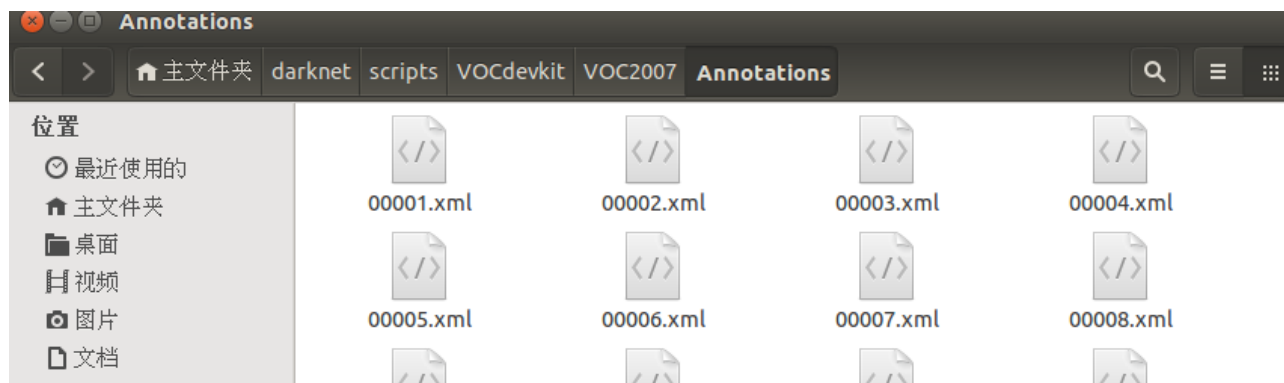 Annotations
主文件夹 darknet scripts VOCdevkit VOC2007 Annotations
位置
最近使用的
主文件夹
桌面
视频
图片
文档
00001.xml 00002.xml 00003.xml 00004.xml
00005.xml 00006.xml 00007.xml 00008.xml